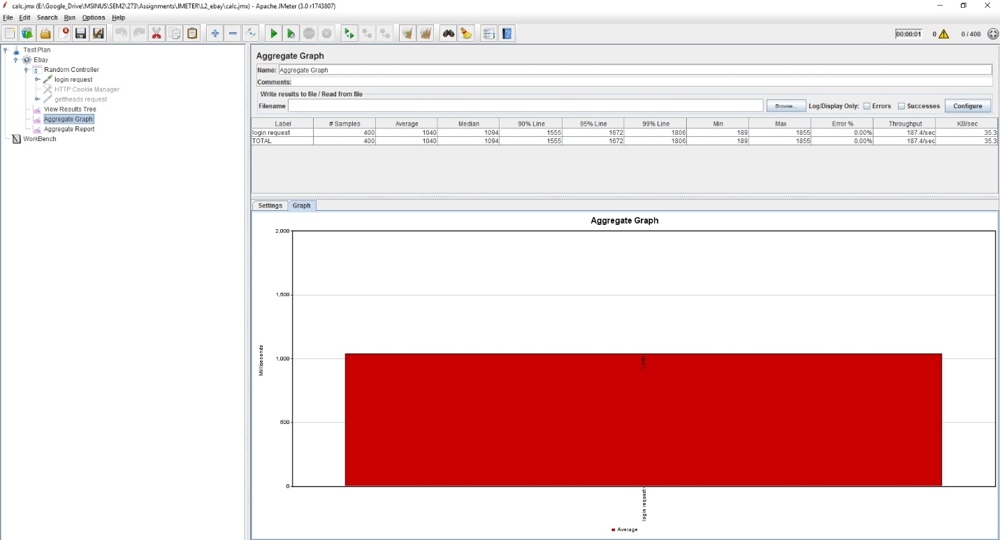 calc.jmx (E:\Google_Drive\MSINUS\SEM2\273\Assignments\JMETER\L2_ebay\calc.jmx) - Apache JMeter (3.0 r1743807)
File Edit Search Run Options Help
00:00:01 0 0 / 400
Test Plan
Ebay
Random Controller
login request
HTTP Cookie Manager
gettheads request
View Results Tree
Aggregate Graph
Aggregate Report
WorkBench
Aggregate Graph
Name: Aggregate Graph
Comments:
Write results to file / Read from file
Filename Browse... Log/Display Only: Errors Successes Configure
Label # Samples Average Median 90% Line 95% Line 99% Line Min Max Error % Throughput KB/sec
login request 400 1040 1094 1555 1672 1806 189 1855 0.00% 187.4/sec 35.3
TOTAL 400 1040 1094 1555 1672 1806 189 1855 0.00% 187.4/sec 35.3
Settings Graph
Aggregate Graph
2,000
1,500
1,000
500
0
Milliseconds
1,040
login request
Average